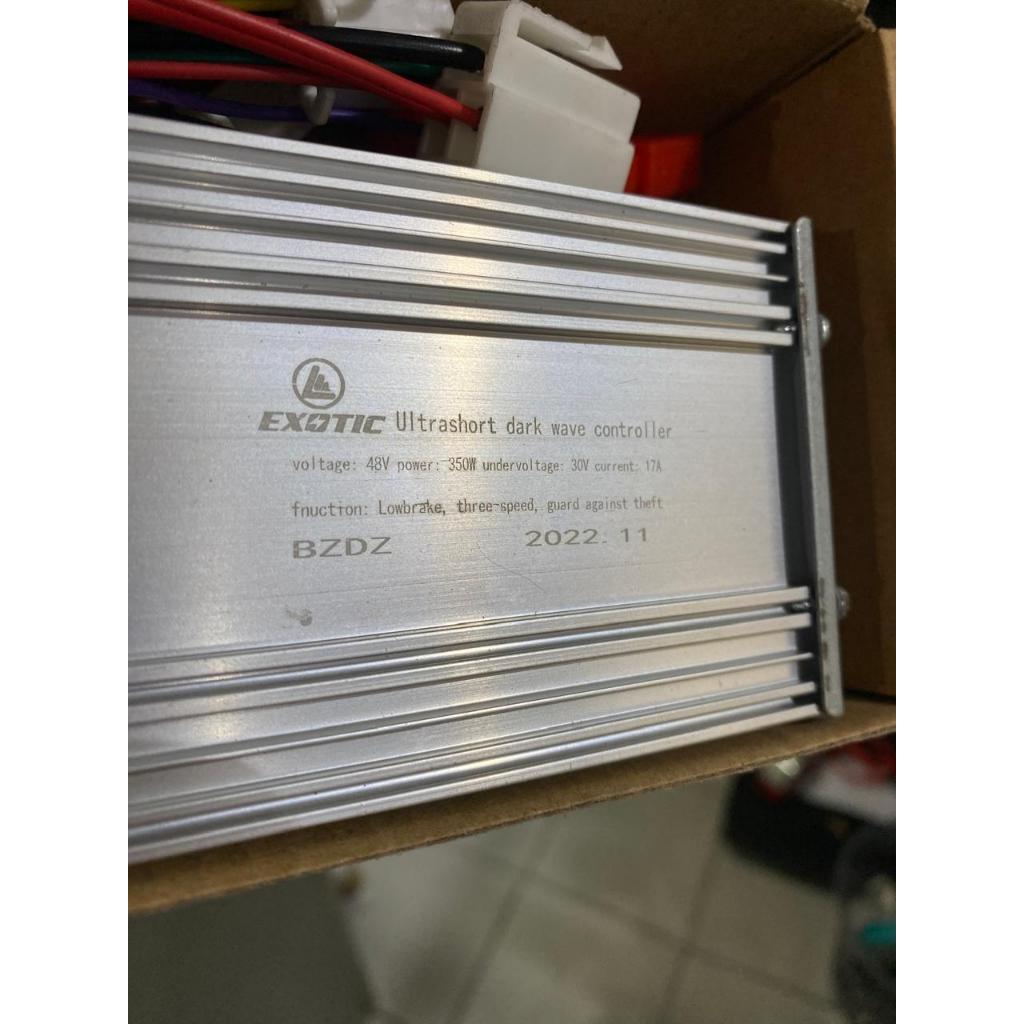 EXOTIC Ultrashort dark wave controller
voltage: 48V power: 350W undervoltage: 30V current: 17A
fnuction: Lowbrake, three-speed, guard against theft
BZDZ 2022. 11